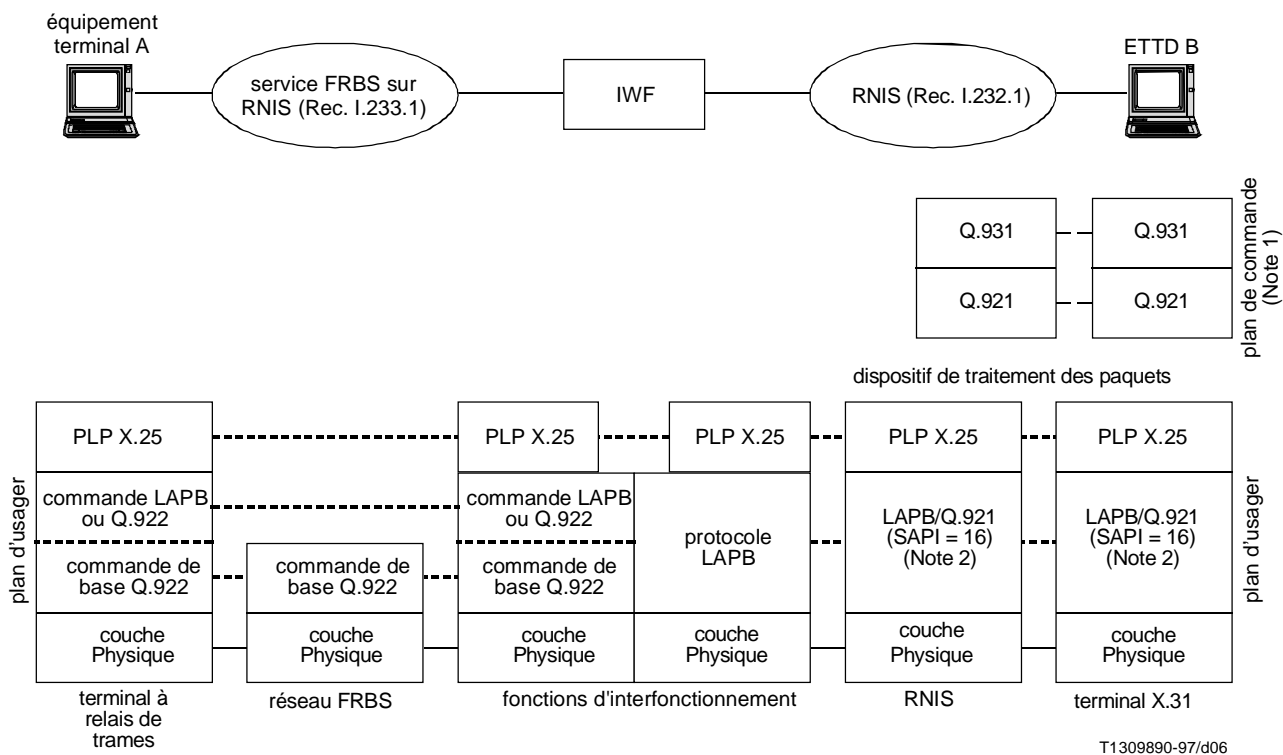 équipement
terminal A
ETTD B
service FRBS sur
RNIS (Rec. I.233.1)
IWF
RNIS (Rec. I.232.1)
Q.931
Q.931
Q.921
Q.921
plan de commande
(Note 1)
dispositif de traitement des paquets
plan d'usager
PLP X.25
PLP X.25
PLP X.25
PLP X.25
PLP X.25
commande LAPB
ou Q.922
commande LAPB
ou Q.922
protocole
LAPB
LAPB/Q.921
(SAPI = 16)
(Note 2)
LAPB/Q.921
(SAPI = 16)
(Note 2)
commande de
base Q.922
commande de
base Q.922
commande de
base Q.922
plan d'usager
couche
Physique
couche
Physique
couche
Physique
couche
Physique
couche
Physique
couche
Physique
terminal à
relais de
trames
réseau FRBS
fonctions d'interfonctionnement
RNIS
terminal X.31
T1309890-97/d06